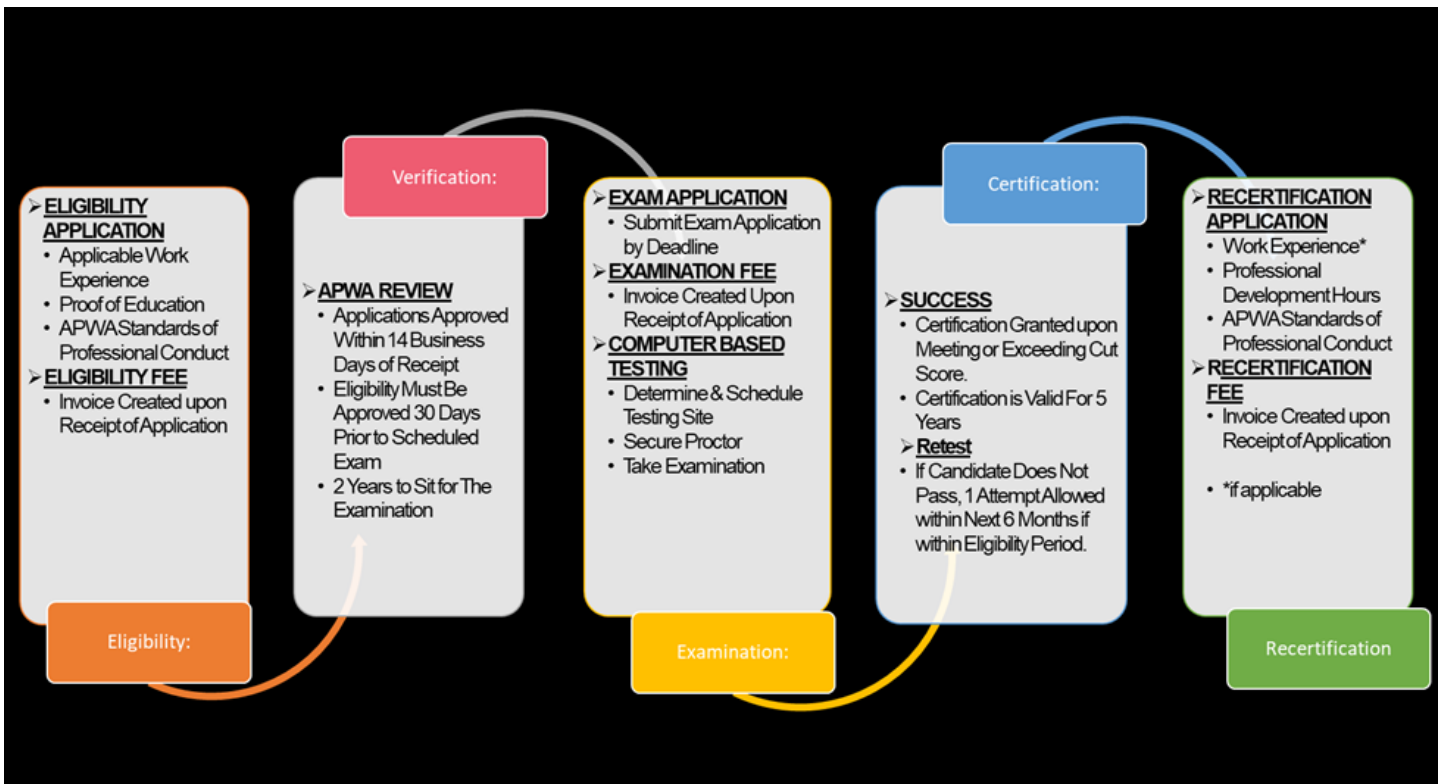 Eligibility:
➢ ELIGIBILITY
APPLICATION
• Applicable Work
Experience
• Proof of Education
• APWA Standards of
Professional Conduct
➢ ELIGIBILITY FEE
• Invoice Created upon
Receipt of Application
Verification:
➢ APWA REVIEW
• Applications Approved
Within 14 Business
Days of Receipt
• Eligibility Must Be
Approved 30 Days
Prior to Scheduled
Exam
• 2 Years to Sit for The
Examination
Examination:
➢ EXAM APPLICATION
• Submit Exam Application
by Deadline
➢ EXAMINATION FEE
• Invoice Created Upon
Receipt of Application
➢ COMPUTER BASED
TESTING
• Determine & Schedule
Testing Site
• Secure Proctor
• Take Examination
Certification:
➢ SUCCESS
• Certification Granted upon
Meeting or Exceeding Cut
Score.
• Certification is Valid For 5
Years
➢ Retest
• If Candidate Does Not
Pass, 1 Attempt Allowed
within Next 6 Months if
within Eligibility Period.
Recertification
➢ RECERTIFICATION
APPLICATION
• Work Experience*
• Professional
Development Hours
• APWA Standards of
Professional Conduct
➢ RECERTIFICATION
FEE
• Invoice Created upon
Receipt of Application
• *if applicable